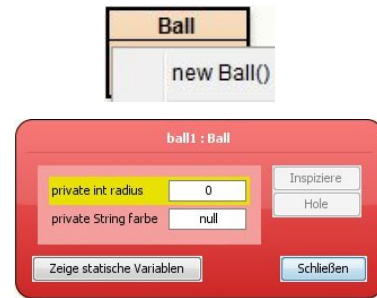 Ball
new Ball()
ball1 : Ball
private int radius 0
private String farbe null
Inspiziere
Hole
Zeige statische Variablen
Schließen